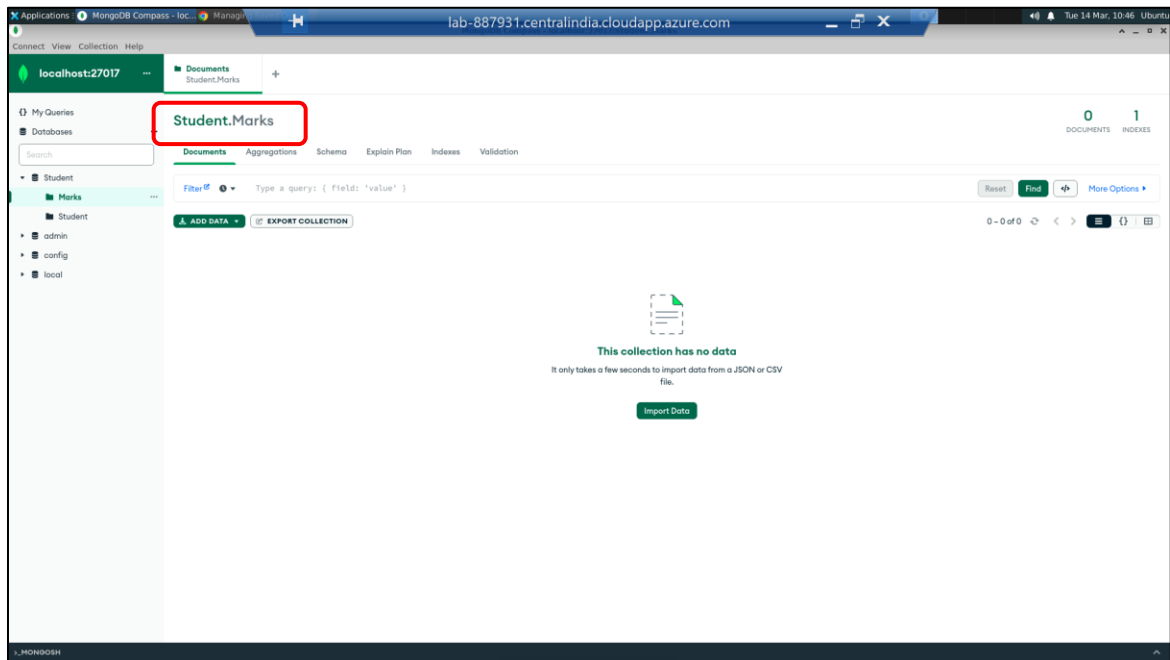 Applications
MongoDB Compass - loc...
Managin
lab-887931.centralindia.cloudapp.azure.com
Tue 14 Mar, 10:46 Ubuntu
Connect View Collection Help
localhost:27017 ...
Documents
Student.Marks
+
My Queries
Databases
Search
Student
Marks ...
Student
admin
config
local
Student.Marks
0
DOCUMENTS
1
INDEXES
Documents Aggregations Schema Explain Plan Indexes Validation
Filter Type a query: { field: 'value' } Reset Find </> More Options
ADD DATA EXPORT COLLECTION 0 – 0 of 0 < > {}
This collection has no data
It only takes a few seconds to import data from a JSON or CSV
file.
Import Data
>_MONGOSH